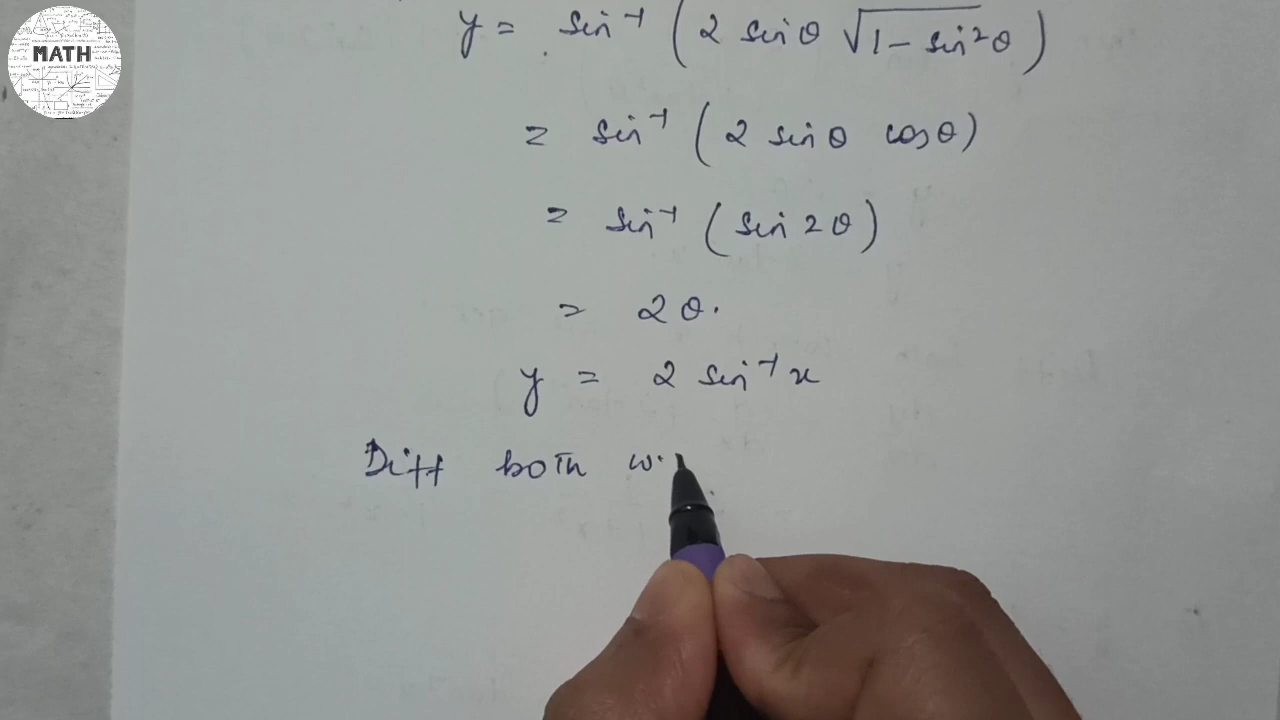 MATH
y = sin⁻¹ ( 2 sinθ √1 - sin²θ )
= sin⁻¹ ( 2 sinθ cosθ )
= sin⁻¹ ( sin 2θ )
= 2θ.
y = 2 sin⁻¹ x
Diff both w.